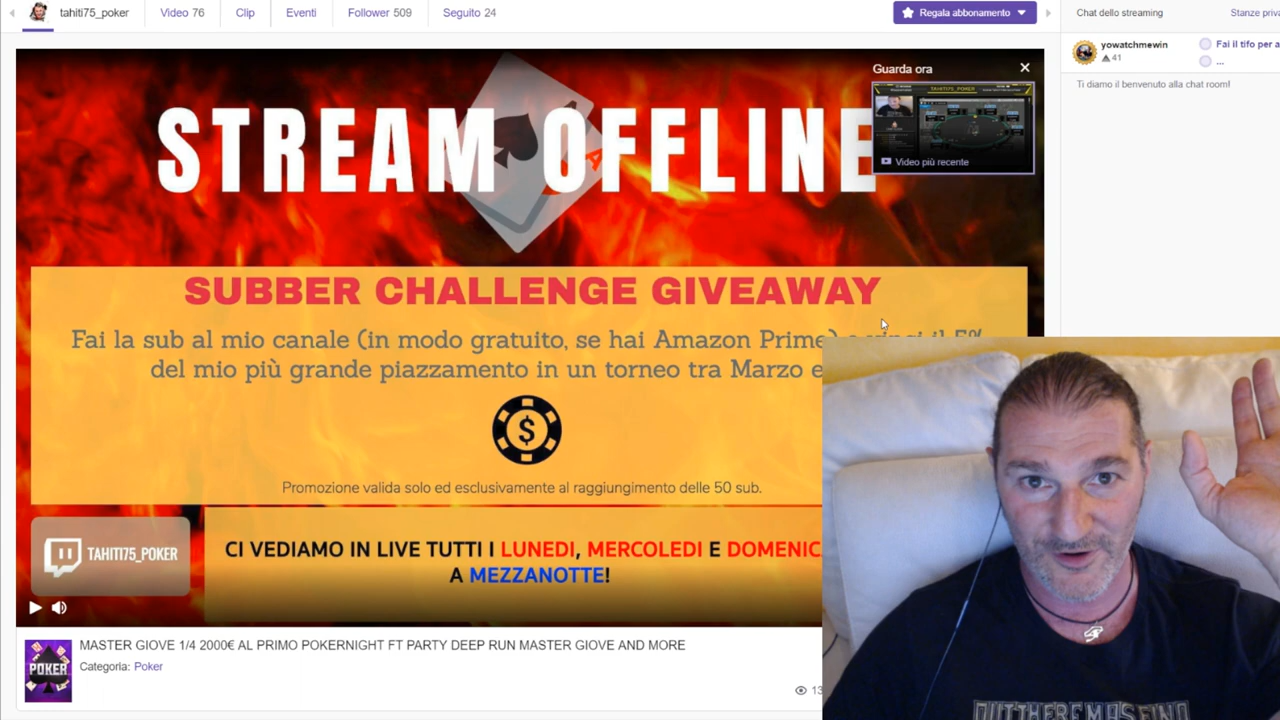 tahiti75_poker
Video 76
Clip
Eventi
Follower 509
Seguito 24
Regala abbonamento
Chat dello streaming
Stanze
yowatchmewin
41
Fai il tifo per
...
Ti diamo il benvenuto alla chat room!
Guarda ora
TAHITI75_POKER
Video più recente
STREAM OFFLINE
SUBBER CHALLENGE GIVEAWAY
Fai la sub al mio canale (in modo gratuito, se hai Amazon Prime) e vinci il 5%
del mio più grande piazzamento in un torneo tra Marzo e
$
Promozione valida solo ed esclusivamente al raggiungimento delle 50 sub.
TAHITI75_POKER
CI VEDIAMO IN LIVE TUTTI I LUNEDI, MERCOLEDI E
A MEZZANOTTE!
POKER
MASTER GIOVE 1/4 2000€ AL PRIMO POKERNIGHT FT PARTY DEEP RUN MASTER GIOVE AND MORE
Categoria: Poker